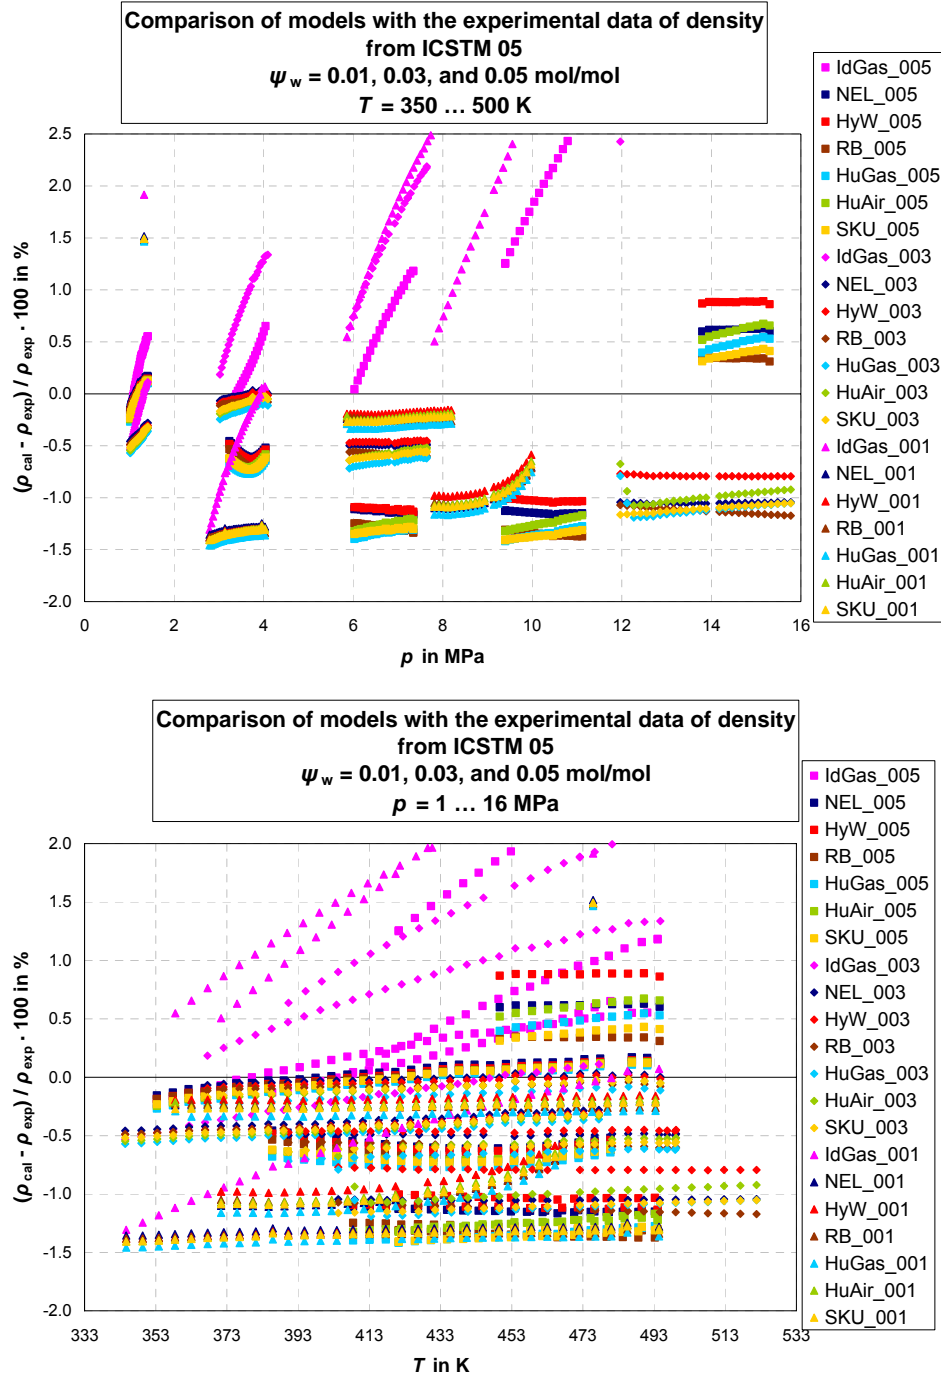 Comparison of models with the experimental data of density
from ICSTM 05
ψw = 0.01, 0.03, and 0.05 mol/mol
T = 350 ... 500 K
(ρcal - ρexp) / ρexp · 100 in %
2.5
2.0
1.5
1.0
0.5
0.0
-0.5
-1.0
-1.5
-2.0
0 2 4 6 8 10 12 14 16
p in MPa
IdGas_005
NEL_005
HyW_005
RB_005
HuGas_005
HuAir_005
SKU_005
IdGas_003
NEL_003
HyW_003
RB_003
HuGas_003
HuAir_003
SKU_003
IdGas_001
NEL_001
HyW_001
RB_001
HuGas_001
HuAir_001
SKU_001
Comparison of models with the experimental data of density
from ICSTM 05
ψw = 0.01, 0.03, and 0.05 mol/mol
p = 1 ... 16 MPa
(ρcal - ρexp) / ρexp · 100 in %
2.0
1.5
1.0
0.5
0.0
-0.5
-1.0
-1.5
-2.0
333 353 373 393 413 433 453 473 493 513 533
T in K
IdGas_005
NEL_005
HyW_005
RB_005
HuGas_005
HuAir_005
SKU_005
IdGas_003
NEL_003
HyW_003
RB_003
HuGas_003
HuAir_003
SKU_003
IdGas_001
NEL_001
HyW_001
RB_001
HuGas_001
HuAir_001
SKU_001